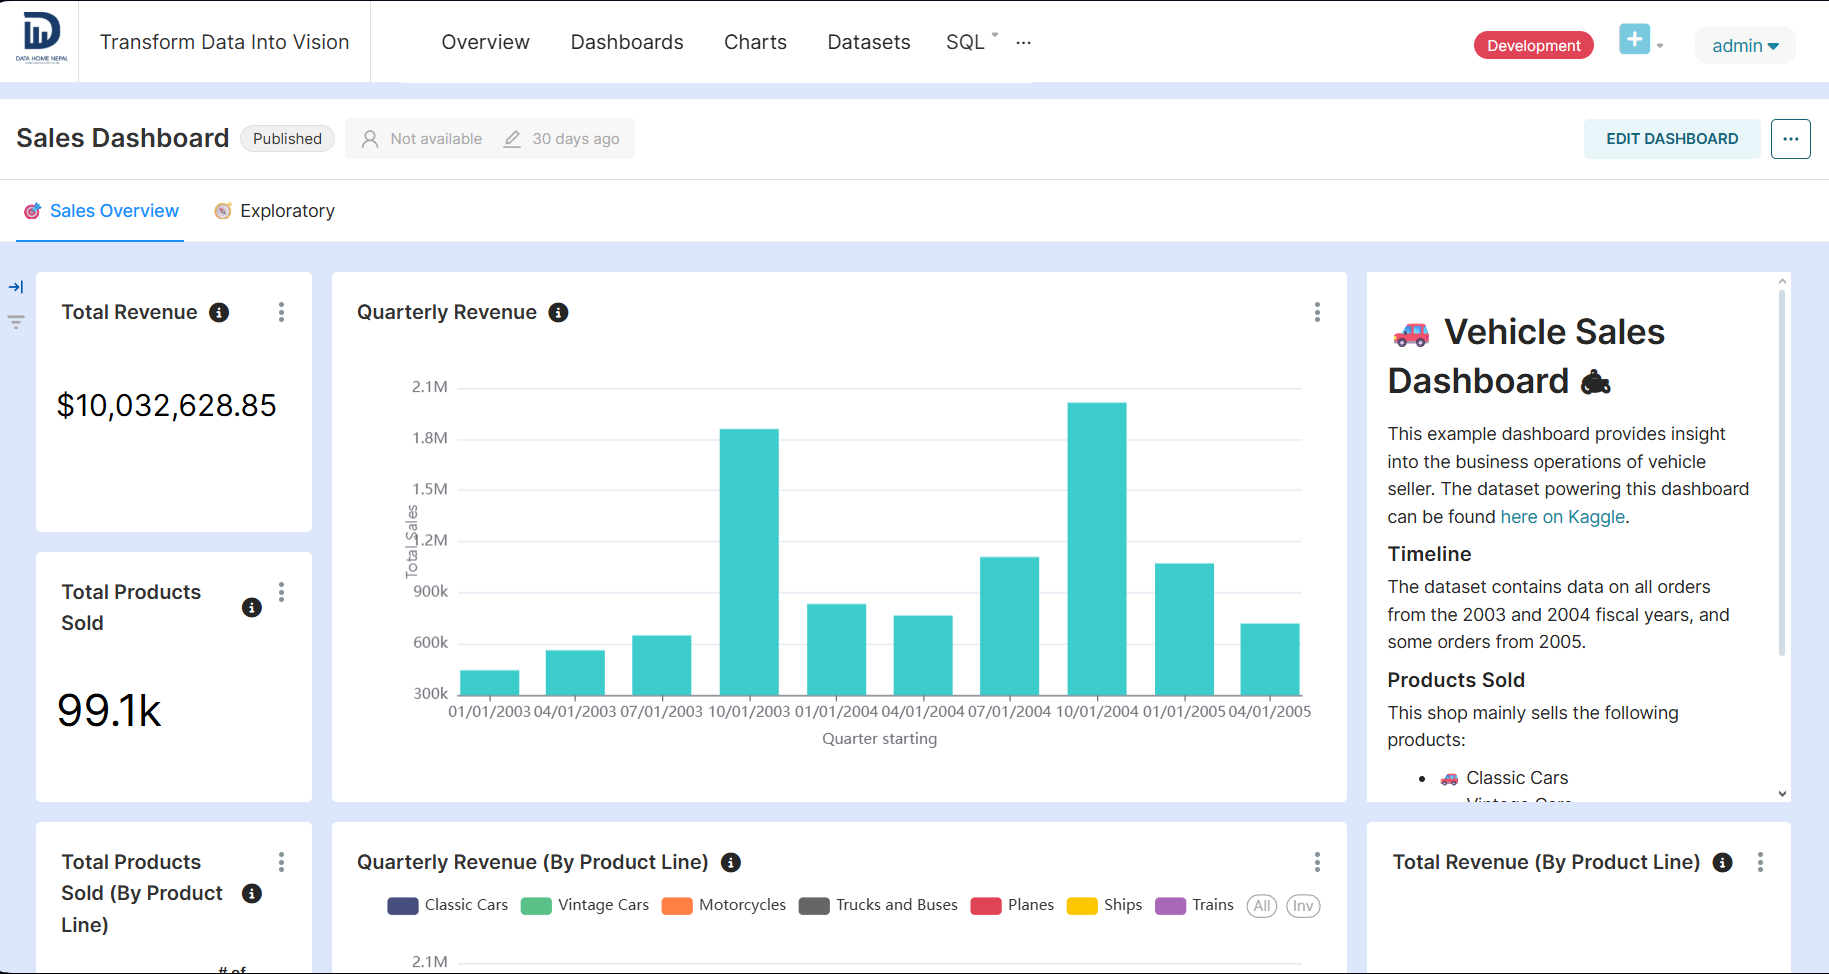 DATA HOME NEPAL
Transform Data Into Vision
Overview
Dashboards
Charts
Datasets
SQL
...
Development
admin
Sales Dashboard
Published
Not available
30 days ago
EDIT DASHBOARD
...
Sales Overview
Exploratory
Total Revenue
$10,032,628.85
Total Products
Sold
99.1k
Total Products
Sold (By Product
Line)
# of
Quarterly Revenue
2.1M
1.8M
1.5M
1.2M
900k
600k
300k
Total Sales
01/01/2003 04/01/2003 07/01/2003 10/01/2003 01/01/2004 04/01/2004 07/01/2004 10/01/2004 01/01/2005 04/01/2005
Quarter starting
Quarterly Revenue (By Product Line)
Classic Cars Vintage Cars Motorcycles Trucks and Buses Planes Ships Trains All Inv
2.1M
Vehicle Sales
Dashboard
This example dashboard provides insight
into the business operations of vehicle
seller. The dataset powering this dashboard
can be found here on Kaggle.
Timeline
The dataset contains data on all orders
from the 2003 and 2004 fiscal years, and
some orders from 2005.
Products Sold
This shop mainly sells the following
products:
Classic Cars
Vintage Cars
Total Revenue (By Product Line)